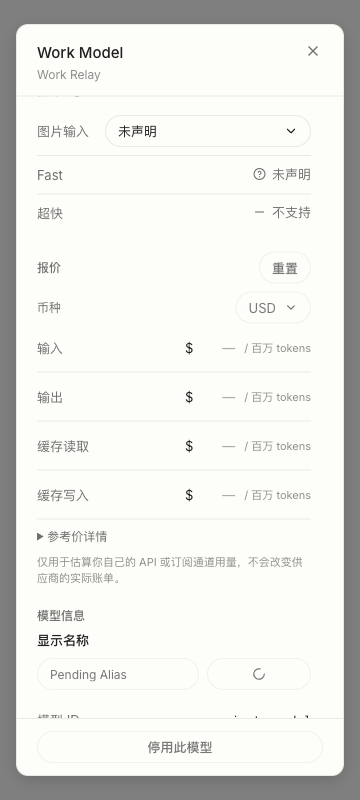 Work Model
Work Relay
图片输入 未声明
Fast 未声明
超快 — 不支持
报价 重置
币种 USD
输入 $ — / 百万 tokens
输出 $ — / 百万 tokens
缓存读取 $ — / 百万 tokens
缓存写入 $ — / 百万 tokens
参考价详情
仅用于估算你自己的 API 或订阅通道用量，不会改变供
应商的实际账单。
模型信息
显示名称
Pending Alias
模型 ID
停用此模型